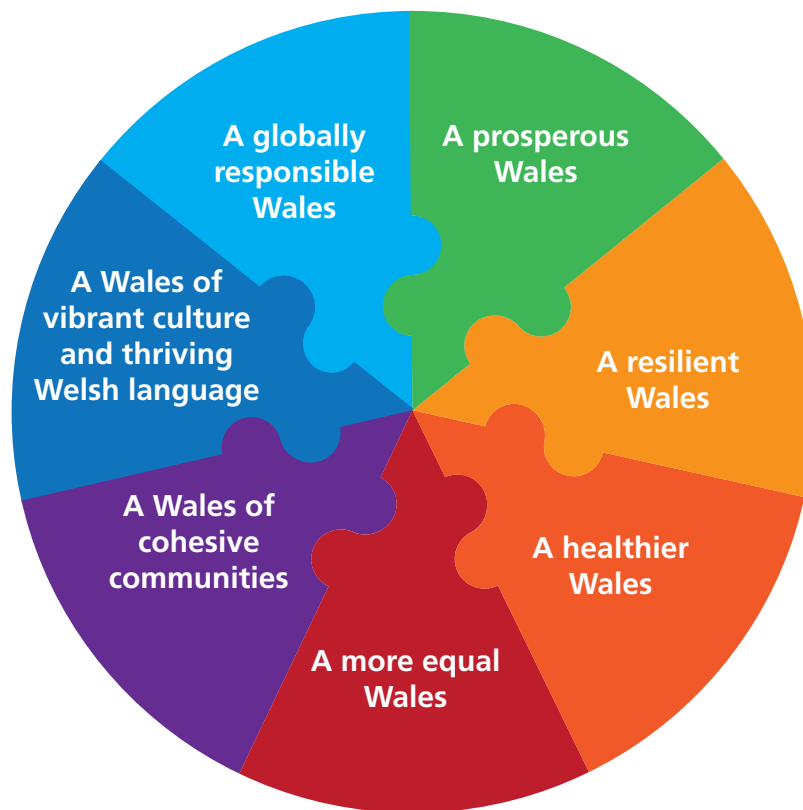 A prosperous
Wales
A resilient
Wales
A healthier
Wales
A more equal
Wales
A Wales of
cohesive
communities
A Wales of
vibrant culture
and thriving
Welsh language
A globally
responsible
Wales